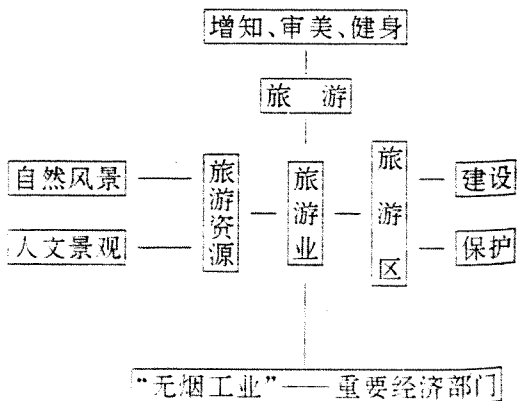 增知、审美、健身
旅 游
自然风景
人文景观
旅游资源
旅游业
旅游区
建设
保护
“无烟工业”——重要经济部门